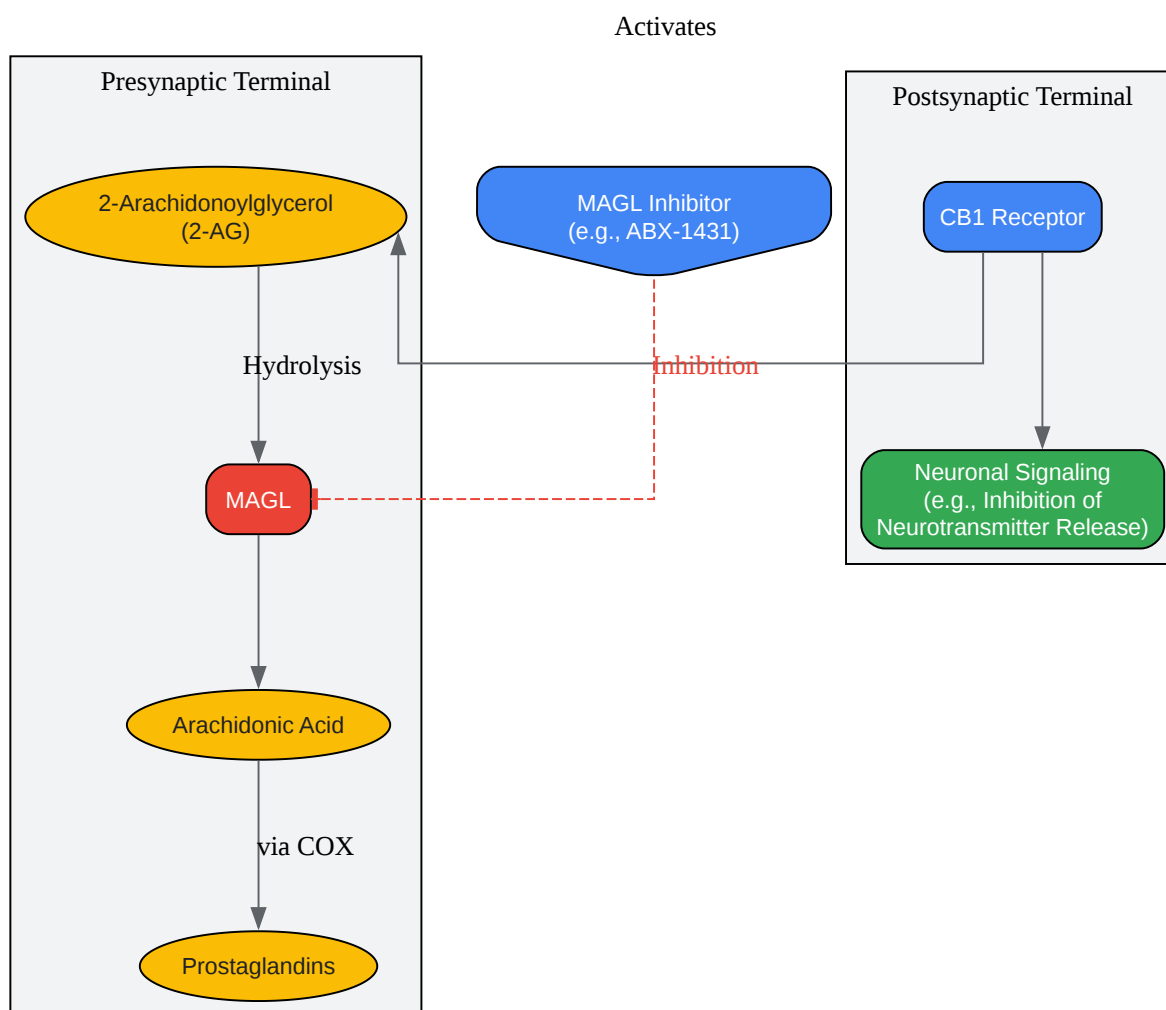 Activates
Presynaptic Terminal
Postsynaptic Terminal
2-Arachidonoylglycerol
(2-AG)
MAGL Inhibitor
(e.g., ABX-1431)
CB1 Receptor
Hydrolysis
Inhibition
MAGL
Neuronal Signaling
(e.g., Inhibition of
Neurotransmitter Release)
Arachidonic Acid
via COX
Prostaglandins